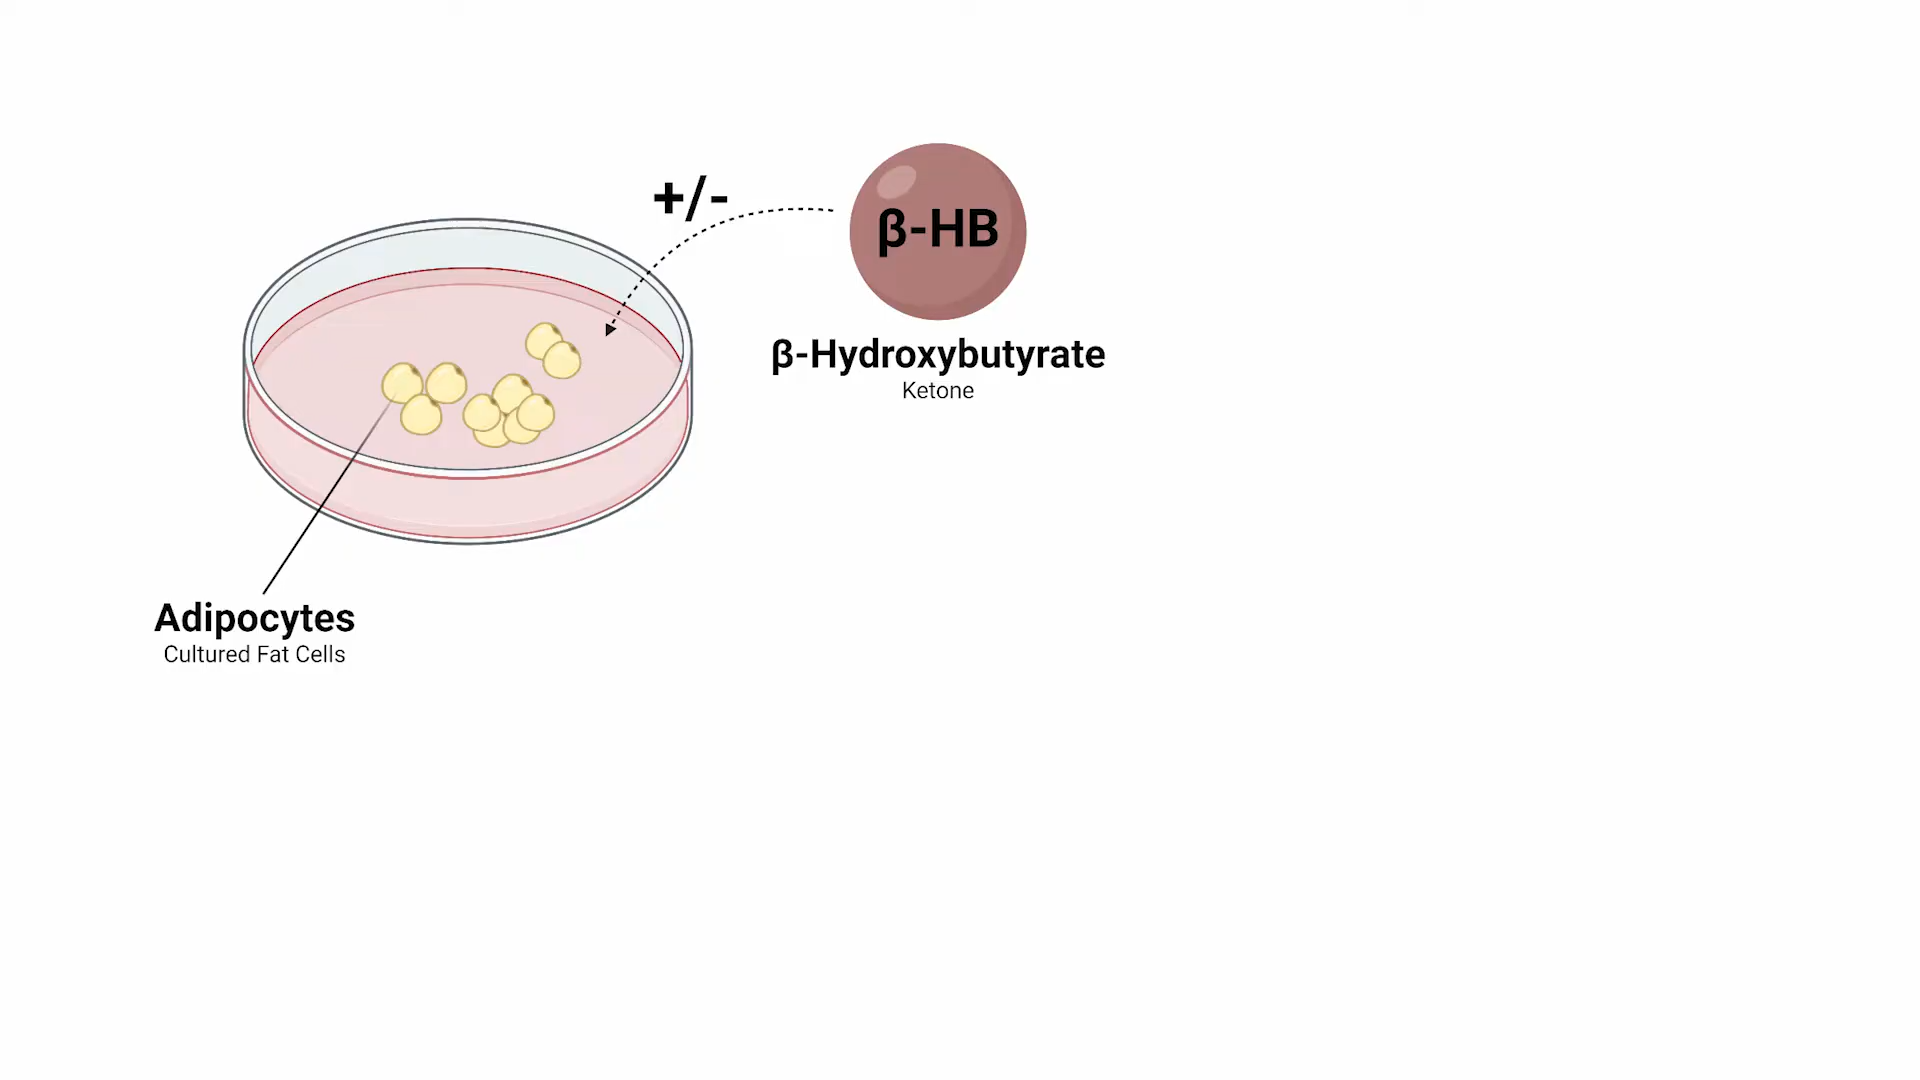 +/-
β-HB
β-Hydroxybutyrate
Ketone
Adipocytes
Cultured Fat Cells